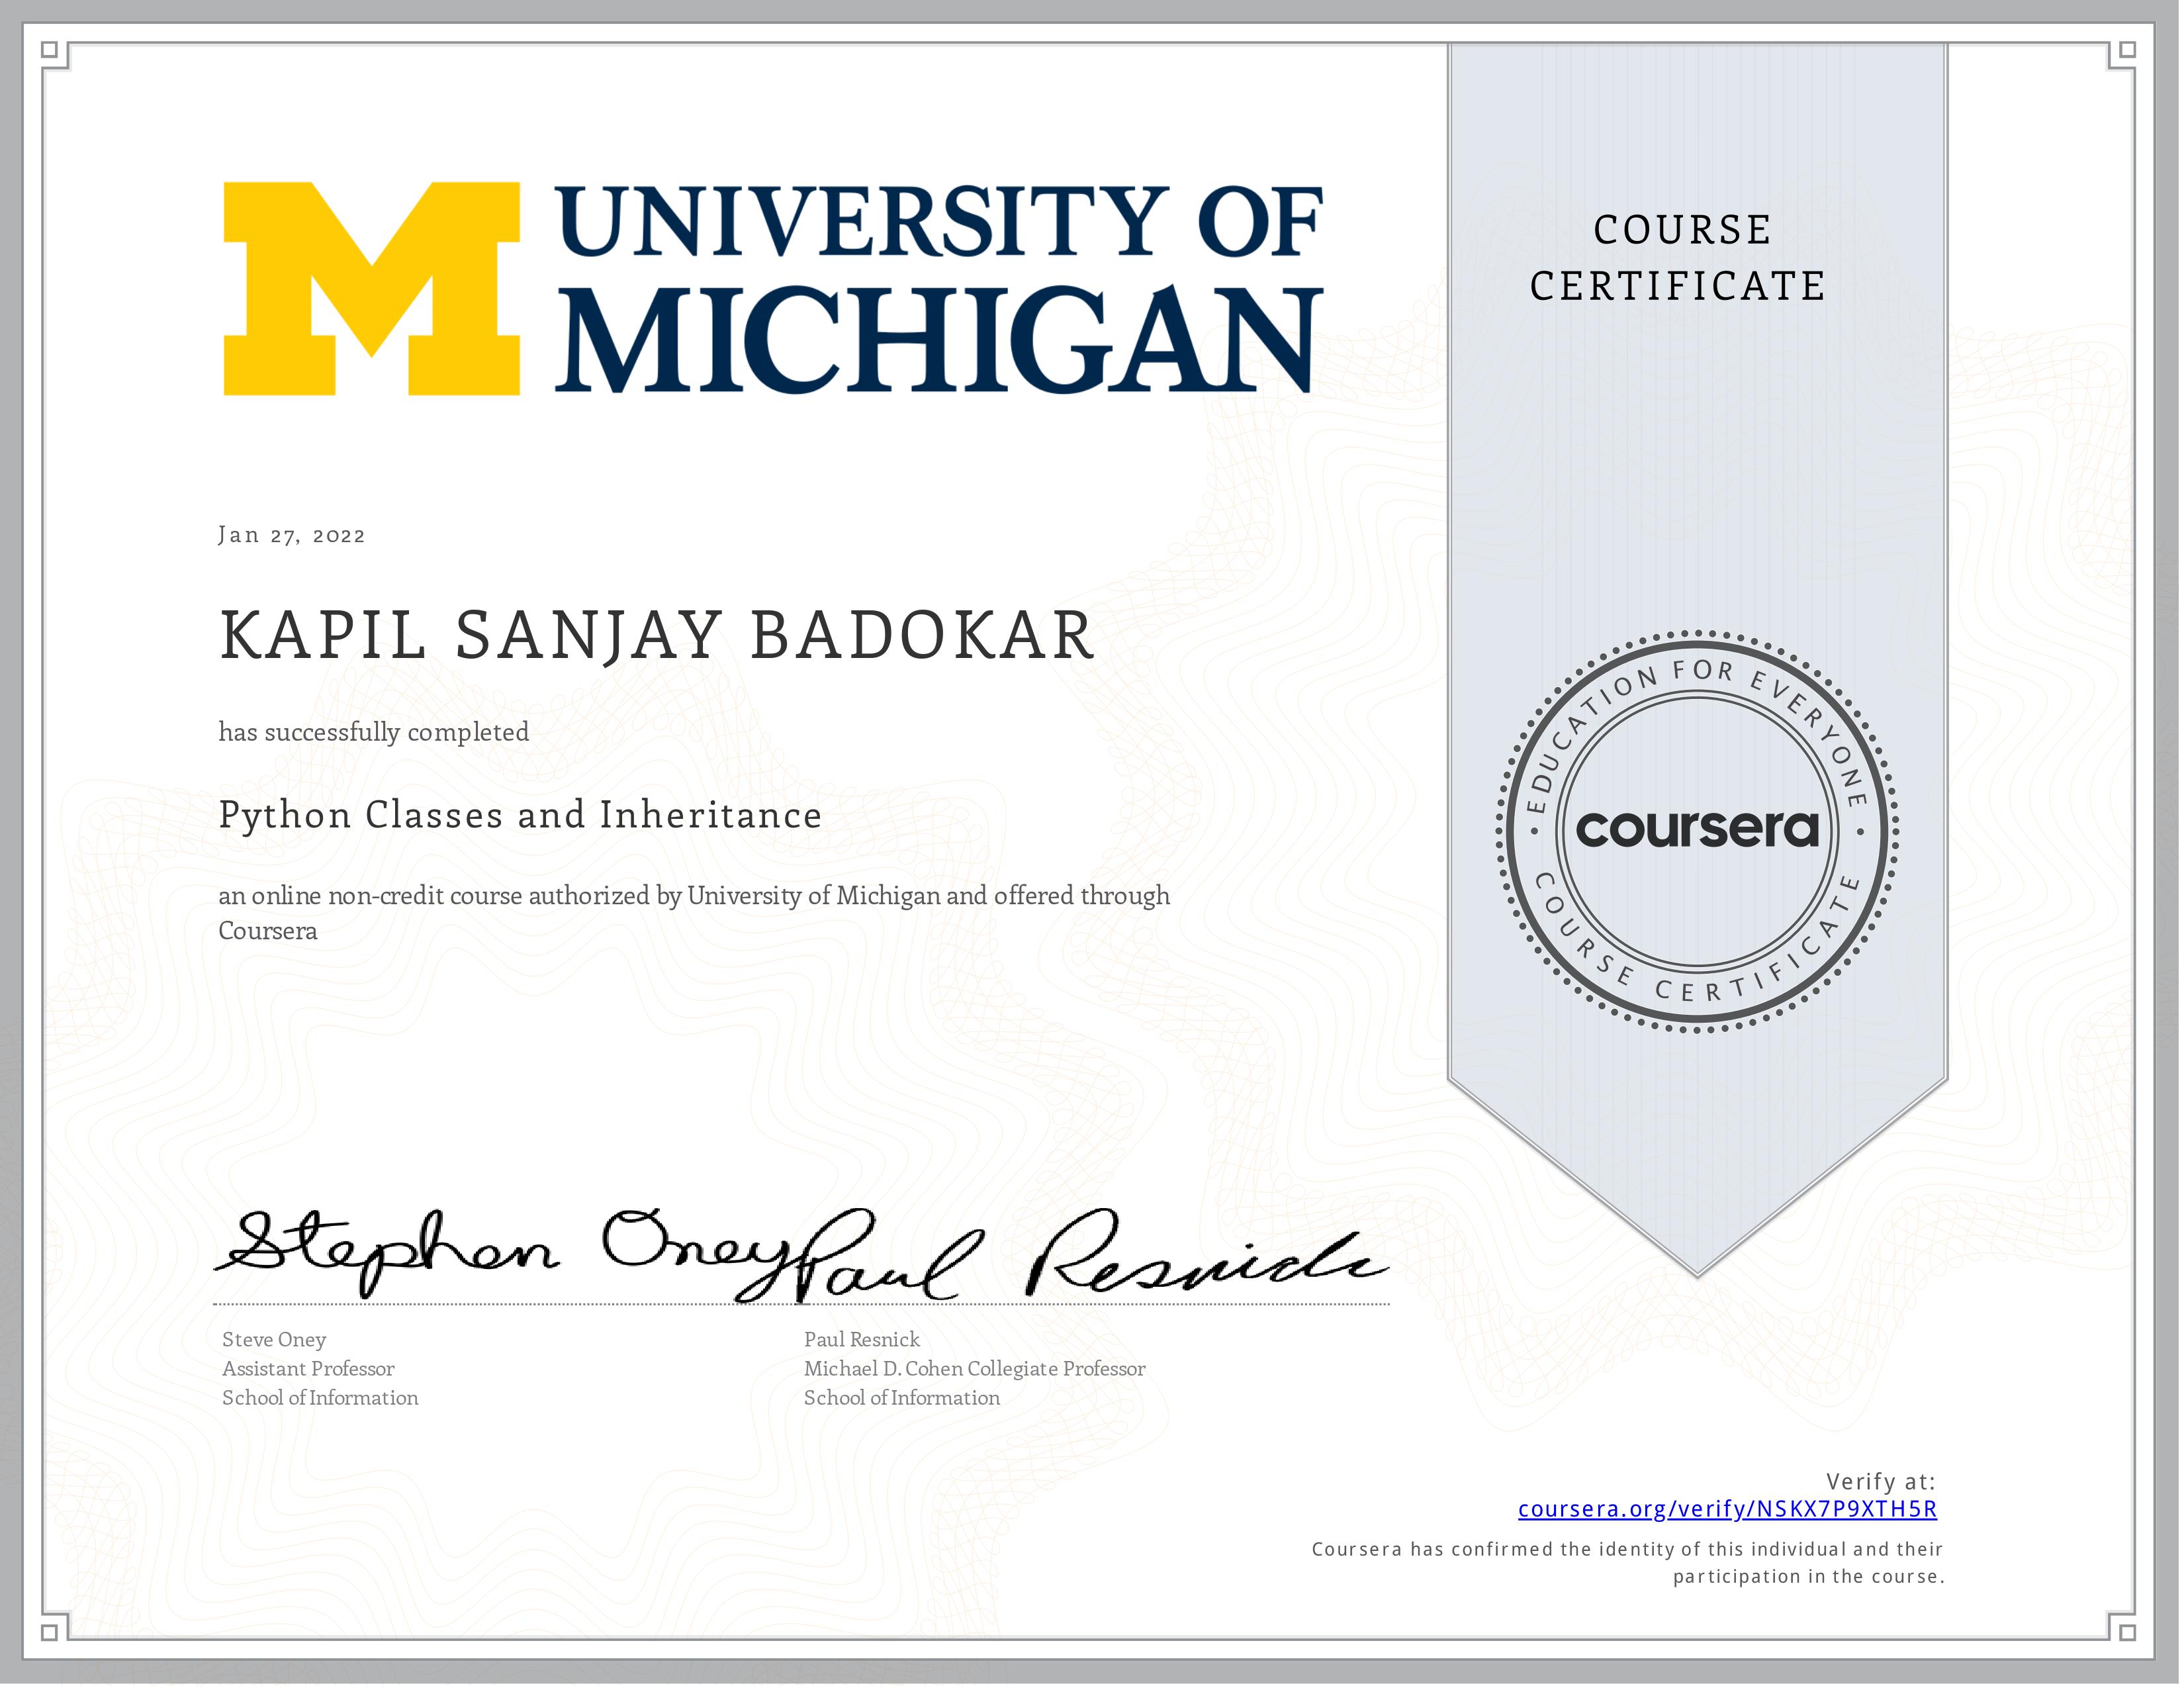 UNIVERSITY OF
MICHIGAN
COURSE
CERTIFICATE
Jan 27, 2022
KAPIL SANJAY BADOKAR
has successfully completed
Python Classes and Inheritance
an online non-credit course authorized by University of Michigan and offered through
Coursera
EDUCATION FOR EVERYONE
coursera
COURSE CERTIFICATE
Stephen Oney
Paul Resnick
Steve Oney
Assistant Professor
School of Information
Paul Resnick
Michael D. Cohen Collegiate Professor
School of Information
Verify at:
coursera.org/verify/NSKX7P9XTH5R
Coursera has confirmed the identity of this individual and their
participation in the course.